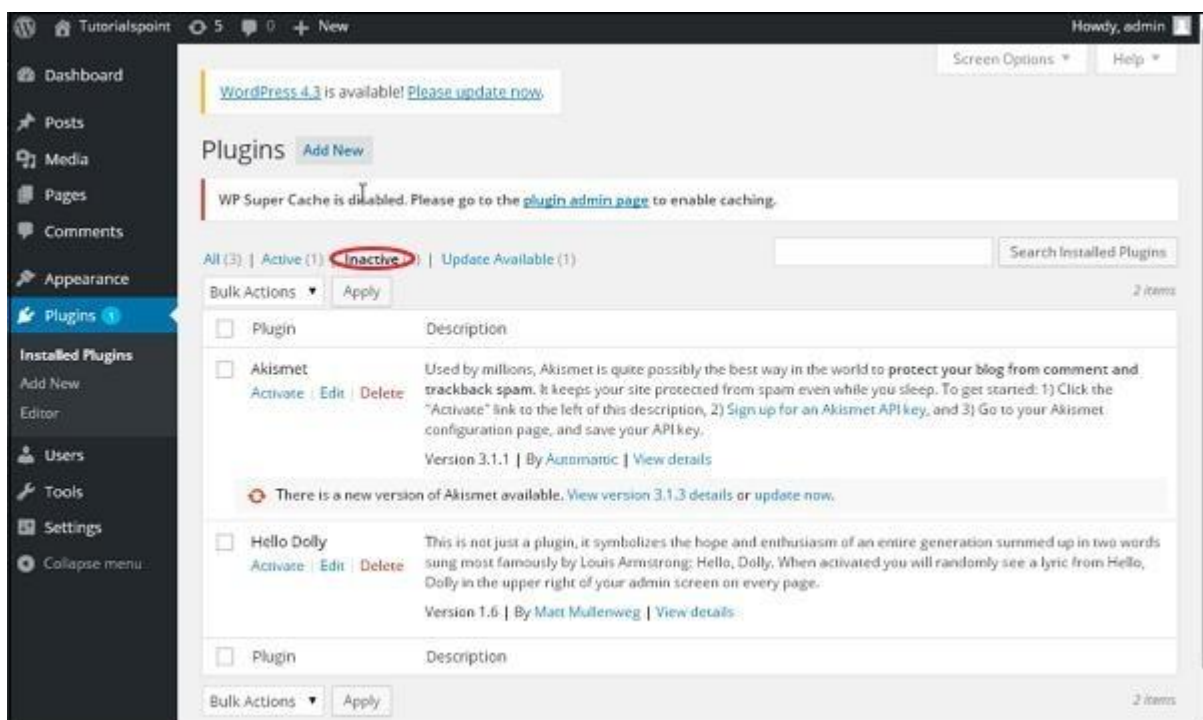 Tutorialspoint 5 0 + New Howdy, admin
Screen Options ▼ Help ▼
Dashboard
Posts
Media
Pages
Comments
Appearance
Plugins 1
Installed Plugins
Add New
Editor
Users
Tools
Settings
Collapse menu
WordPress 4.3 is available! Please update now.
Plugins Add New
WP Super Cache is disabled. Please go to the plugin admin page to enable caching.
All (3) | Active (1) | Inactive | Update Available (1)
Search Installed Plugins
Bulk Actions ▼ Apply 2 items
Plugin Description
Akismet
Activate | Edit | Delete
Used by millions, Akismet is quite possibly the best way in the world to protect your blog from comment and
trackback spam. It keeps your site protected from spam even while you sleep. To get started: 1) Click the
"Activate" link to the left of this description, 2) Sign up for an Akismet API key, and 3) Go to your Akismet
configuration page, and save your API key.
Version 3.1.1 | By Automattic | View details
There is a new version of Akismet available. View version 3.1.3 details or update now.
Hello Dolly
Activate | Edit | Delete
This is not just a plugin, it symbolizes the hope and enthusiasm of an entire generation summed up in two words
sung most famously by Louis Armstrong: Hello, Dolly. When activated you will randomly see a lyric from Hello,
Dolly in the upper right of your admin screen on every page.
Version 1.6 | By Matt Mullenweg | View details
Plugin Description
Bulk Actions ▼ Apply 2 items